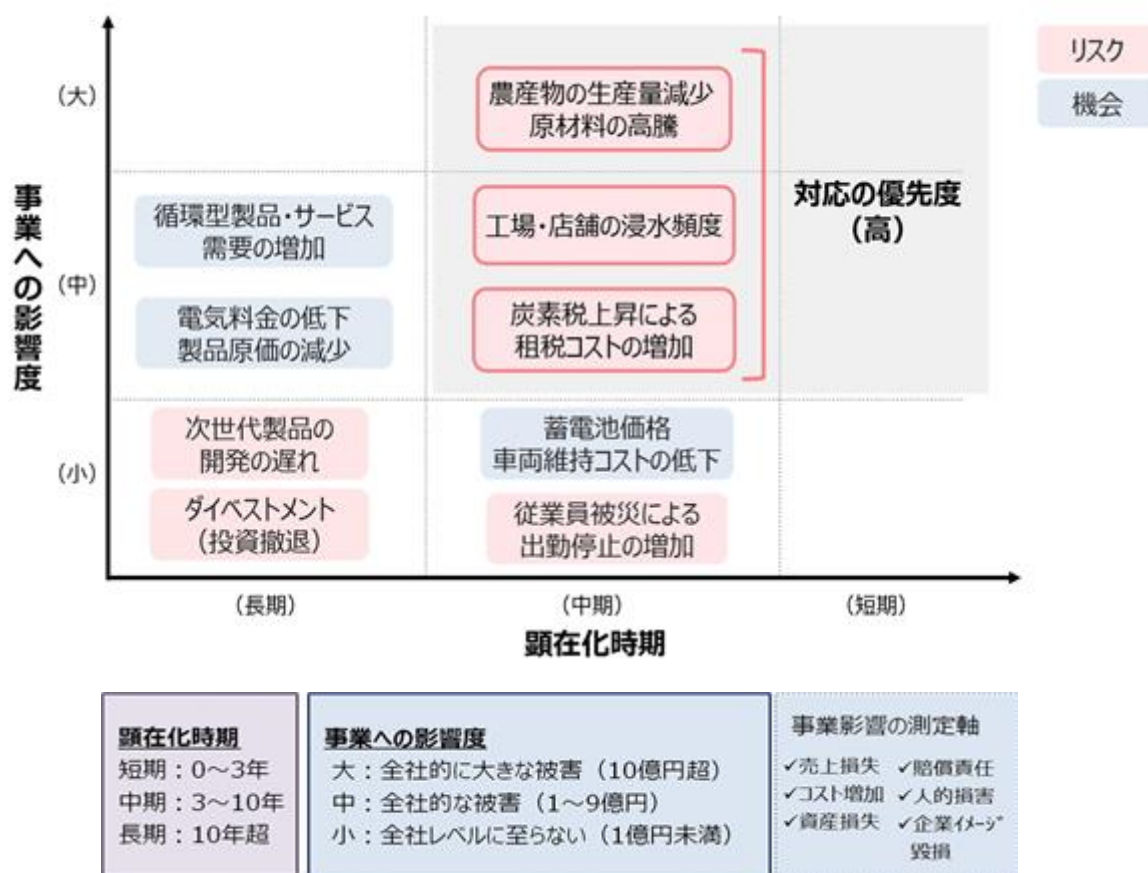 リスク
機会
事業への影響度
（大）
（中）
（小）
農産物の生産量減少
原材料の高騰
工場・店舗の浸水頻度
炭素税上昇による
租税コストの増加
対応の優先度
（高）
循環型製品・サービス
需要の増加
電気料金の低下
製品原価の減少
次世代製品の
開発の遅れ
ダイベストメント
（投資撤退）
蓄電池価格
車両維持コストの低下
従業員被災による
出勤停止の増加
（長期）
（中期）
（短期）
顕在化時期
顕在化時期
短期：0～3年
中期：3～10年
長期：10年超
事業への影響度
大：全社的に大きな被害（10億円超）
中：全社的な被害（1～9億円）
小：全社レベルに至らない（1億円未満）
事業影響の測定軸
✓売上損失 ✓賠償責任
✓コスト増加 ✓人的損害
✓資産損失 ✓企業ｲﾒｰｼﾞ
毀損